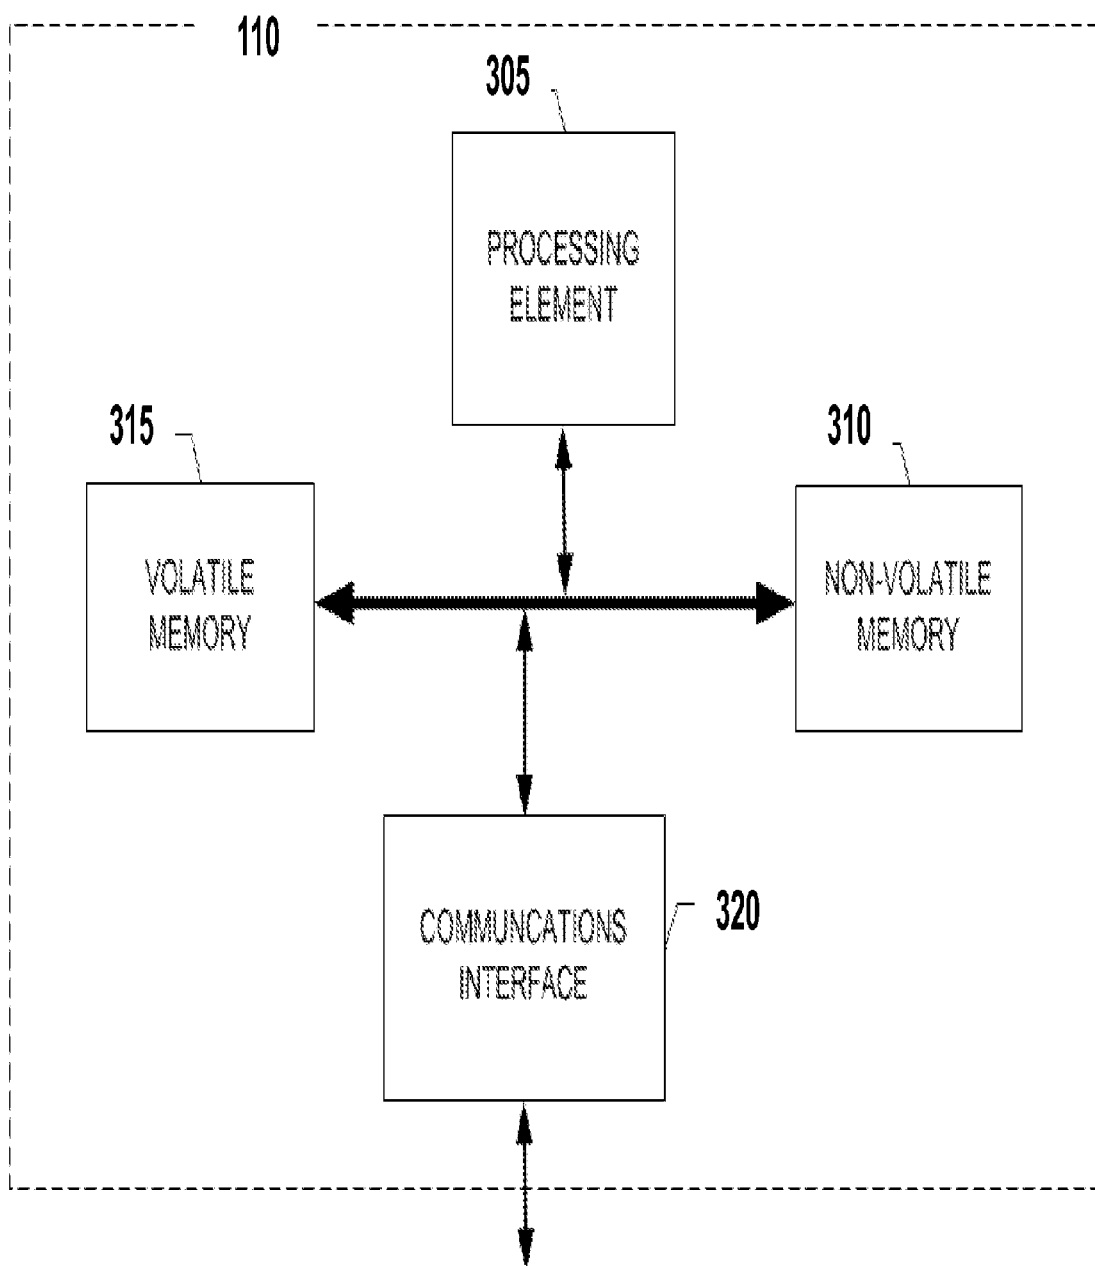 110
305
PROCESSING
ELEMENT
315
310
VOLATILE
MEMORY
NON-VOLATILE
MEMORY
COMMUNCATIONS
INTERFACE
320